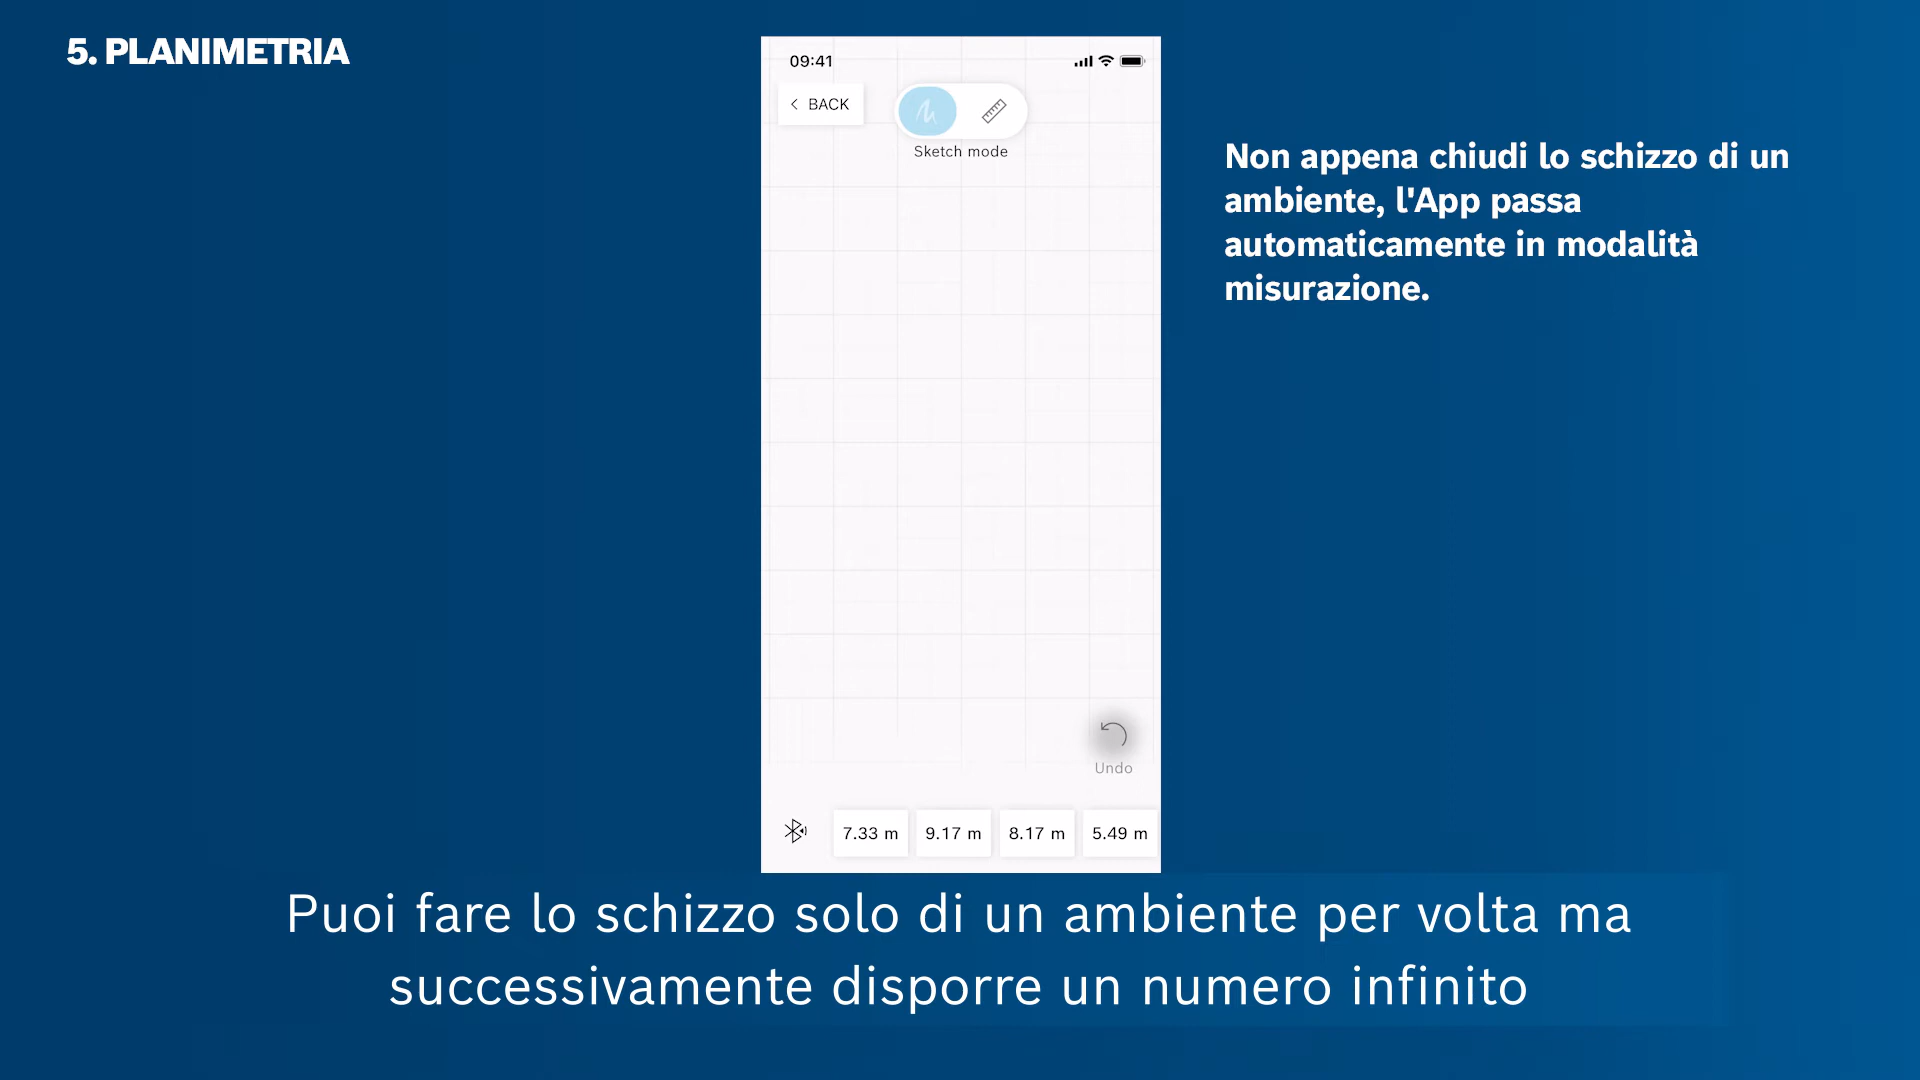 5. PLANIMETRIA
09:41
BACK
Sketch mode
Non appena chiudi lo schizzo di un
ambiente, l'App passa
automaticamente in modalità
misurazione.
Undo
7.33 m
9.17 m
8.17 m
5.49 m
Puoi fare lo schizzo solo di un ambiente per volta ma
successivamente disporre un numero infinito